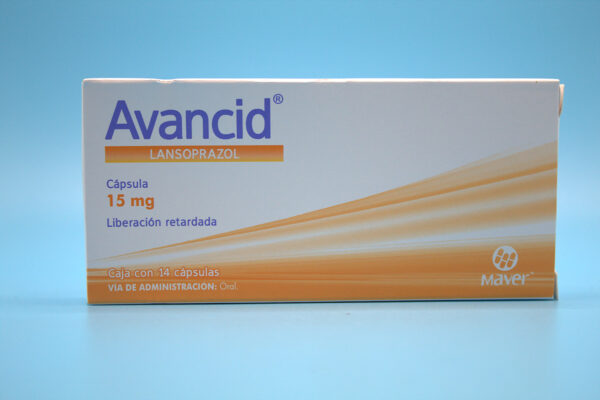 Avancid®
LANSOPRAZOL
Cápsula
15 mg
Liberación retardada
Caja con 14 cápsulas
VÍA DE ADMINISTRACIÓN: Oral.
Maver